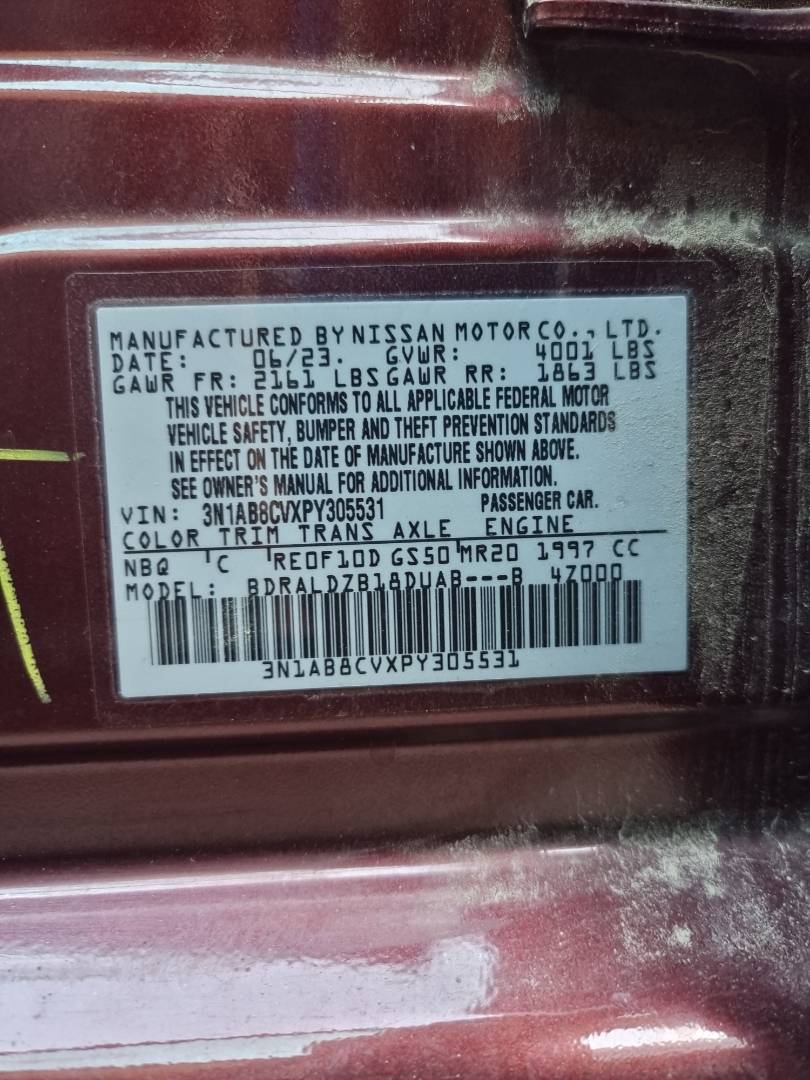 MANUFACTURED BY NISSAN MOTOR CO., LTD.
DATE: 06/23. GVWR: 4001 LBS
GAWR FR: 2161 LBS GAWR RR: 1863 LBS
THIS VEHICLE CONFORMS TO ALL APPLICABLE FEDERAL MOTOR
VEHICLE SAFETY, BUMPER AND THEFT PREVENTION STANDARDS
IN EFFECT ON THE DATE OF MANUFACTURE SHOWN ABOVE.
SEE OWNER'S MANUAL FOR ADDITIONAL INFORMATION.
VIN: 3N1AB8CVXPY305531 PASSENGER CAR.
COLOR TRIM TRANS AXLE ENGINE
NBQ 'C 'RE0F10D GS50'MR20 1997 CC
MODEL: BDRALDZB18DUAB---B 4Z000
3N1AB8CVXPY305531